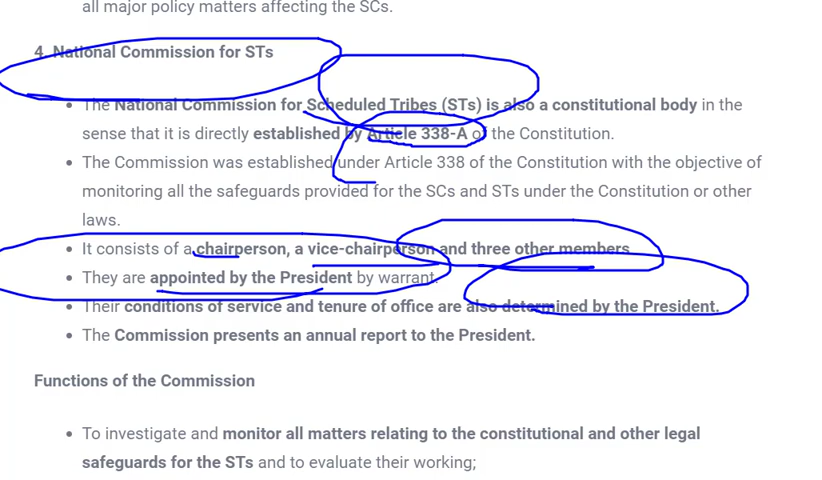 all major policy matters affecting the SCs.
4. National Commission for STs
• The National Commission for Scheduled Tribes (STs) is also a constitutional body in the
sense that it is directly established by Article 338-A of the Constitution.
• The Commission was established under Article 338 of the Constitution with the objective of
monitoring all the safeguards provided for the SCs and STs under the Constitution or other
laws.
• It consists of a chairperson, a vice-chairperson and three other members.
• They are appointed by the President by warrant.
• Their conditions of service and tenure of office are also determined by the President.
• The Commission presents an annual report to the President.
Functions of the Commission
• To investigate and monitor all matters relating to the constitutional and other legal
safeguards for the STs and to evaluate their working;